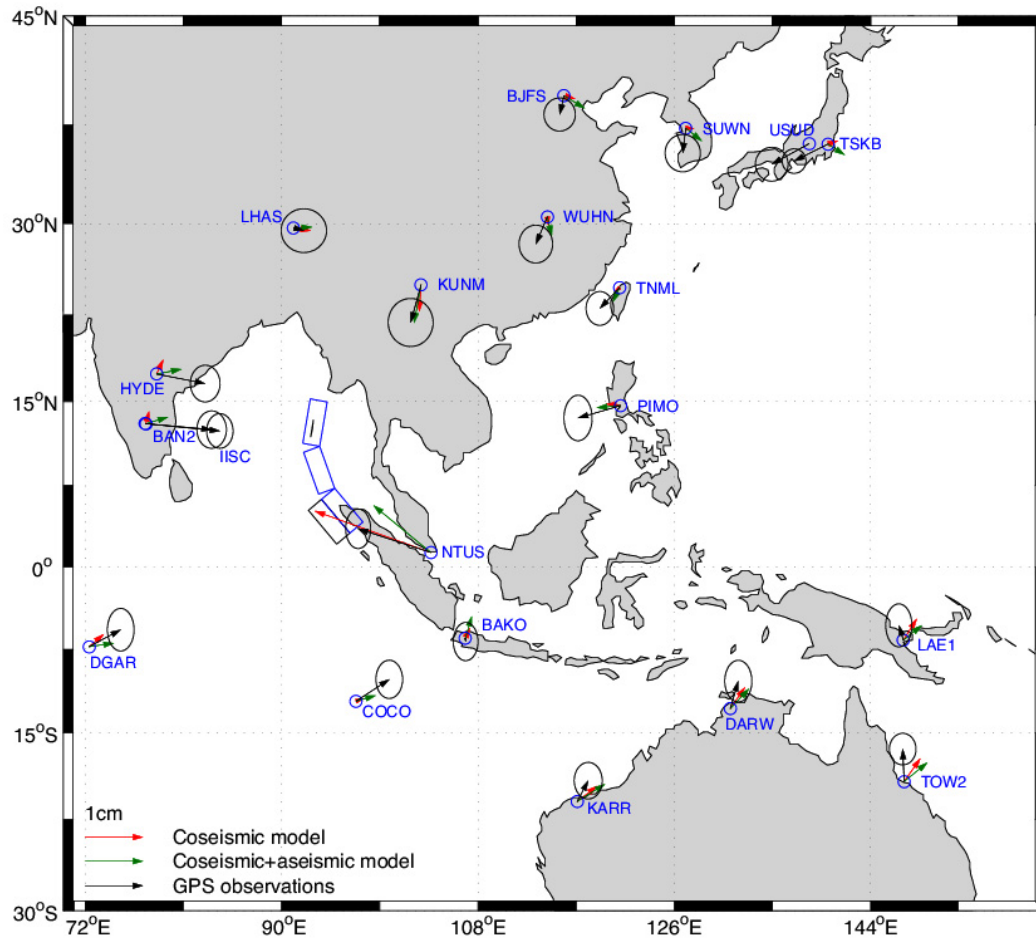 45°N
BJFS
SUWN
USUD
TSKB
LHAS
30°N
WUHN
KUNM
TNML
HYDE
15°N
PIMO
BAN2
IISC
NTUS
0°
BAKO
LAE1
DGAR
COCO
DARW
15°S
TOW2
KARR
1cm
Coseismic model
Coseismic+aseismic model
GPS observations
30°S
72°E 90°E 108°E 126°E 144°E